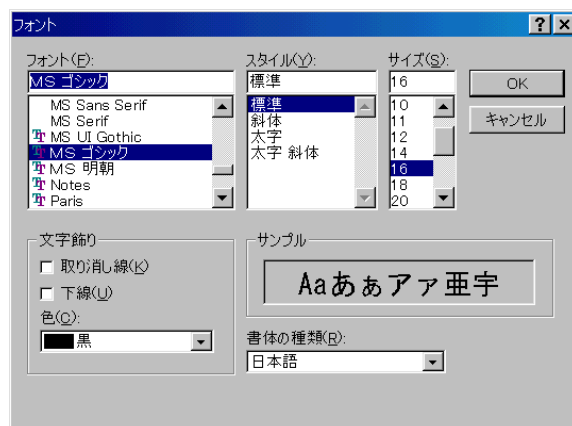 フォント
フォント(F):
MS ゴシック
MS Sans Serif
MS Serif
MS UI Gothic
MS ゴシック
MS 明朝
Notes
Paris
スタイル(Y):
標準
標準
斜体
太字
太字 斜体
サイズ(S):
16
10
11
12
14
16
18
20
OK
キャンセル
文字飾り
取り消し線(K)
下線(U)
色(C):
黒
サンプル
Aaあぁアァ亜宇
書体の種類(R):
日本語